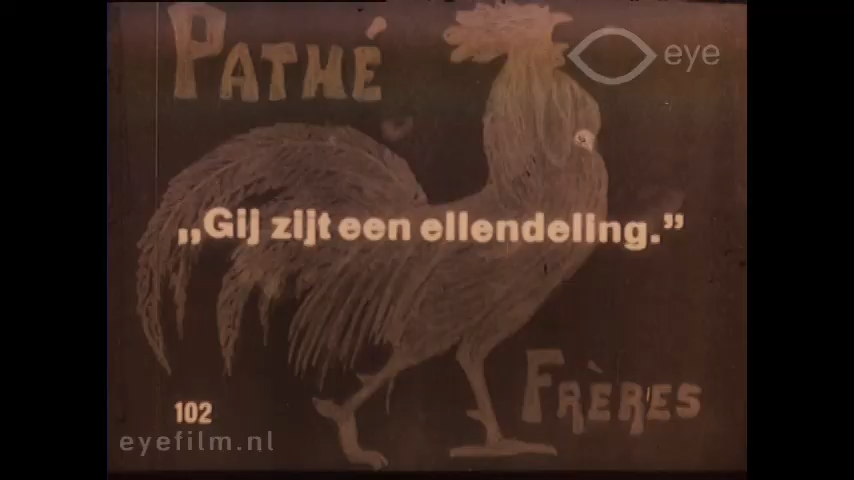 PATHÉ
eye
„Gij zijt een ellendeling.”
FRÈRES
102
eyefilm.nl